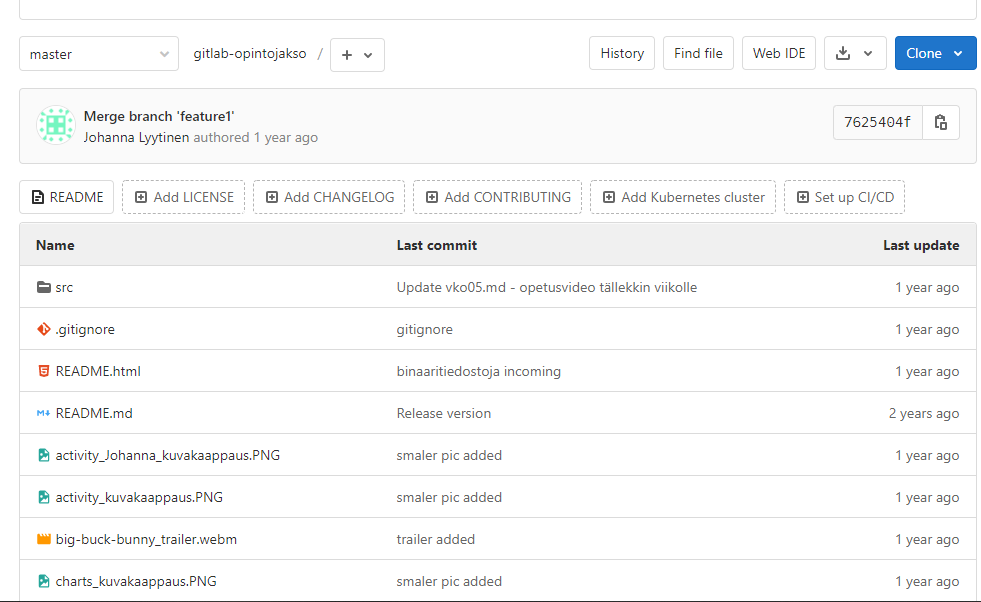 master gitlab-opintojakso / + History Find file Web IDE Clone
Merge branch 'feature1'
Johanna Lyytinen authored 1 year ago
7625404f
README Add LICENSE Add CHANGELOG Add CONTRIBUTING Add Kubernetes cluster Set up CI/CD
Name Last commit Last update
src Update vko05.md - opetusvideo tällekkin viikolle 1 year ago
.gitignore gitignore 1 year ago
README.html binaaritiedostoja incoming 1 year ago
README.md Release version 2 years ago
activity_Johanna_kuvakaappaus.PNG smaler pic added 1 year ago
activity_kuvakaappaus.PNG smaler pic added 1 year ago
big-buck-bunny_trailer.webm trailer added 1 year ago
charts_kuvakaappaus.PNG smaler pic added 1 year ago